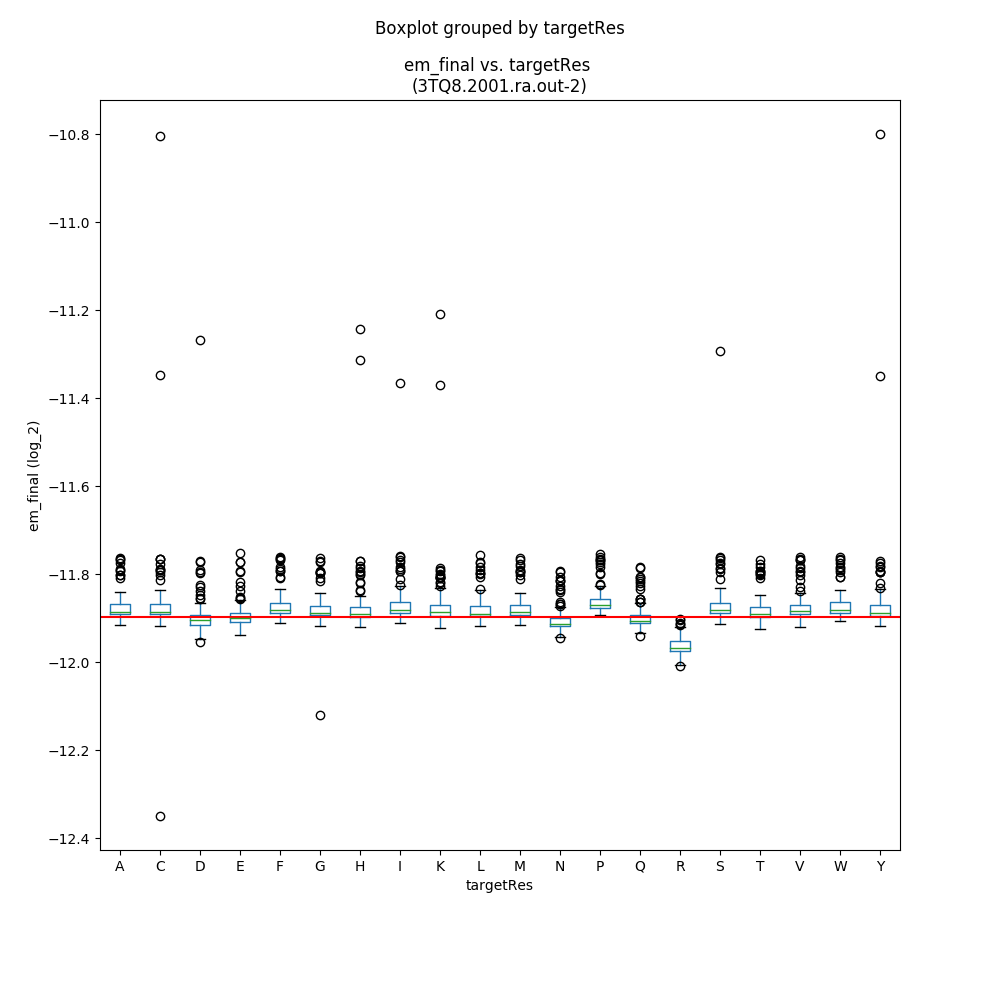 Boxplot grouped by targetRes
em_final vs. targetRes
(3TQ8.2001.ra.out-2)
em_final (log_2)
−10.8
−11.0
−11.2
−11.4
−11.6
−11.8
−12.0
−12.2
−12.4
A C D E F G H I K L M N P Q R S T V W Y
targetRes